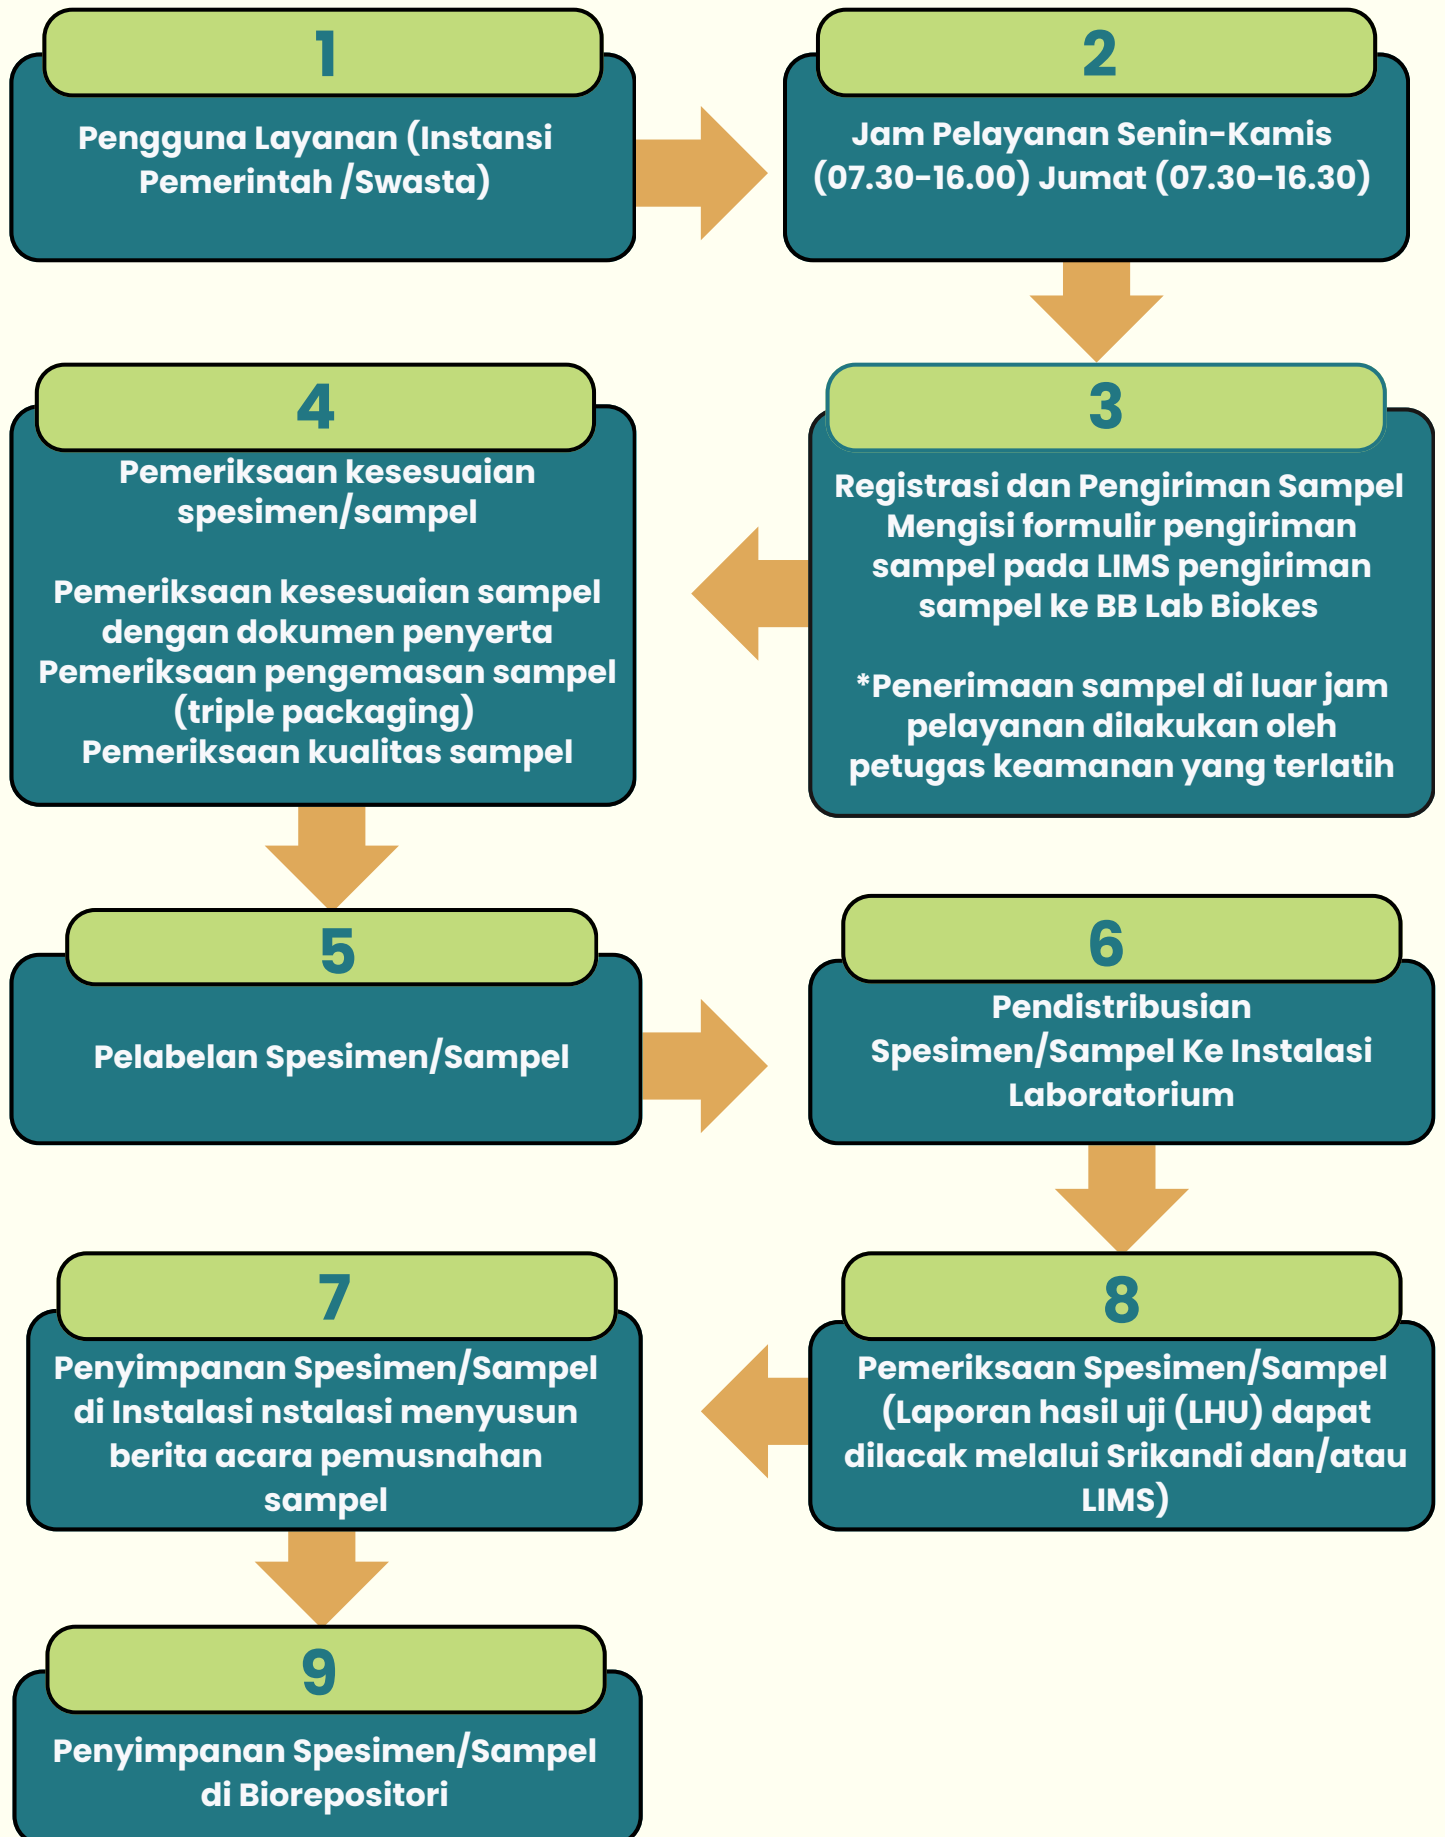 1
Pengguna Layanan (Instansi
Pemerintah /Swasta)
2
Jam Pelayanan Senin-Kamis
(07.30-16.00) Jumat (07.30-16.30)
3
Registrasi dan Pengiriman Sampel
Mengisi formulir pengiriman
sampel pada LIMS pengiriman
sampel ke BB Lab Biokes
*Penerimaan sampel di luar jam
pelayanan dilakukan oleh
petugas keamanan yang terlatih
4
Pemeriksaan kesesuaian
spesimen/sampel
Pemeriksaan kesesuaian sampel
dengan dokumen penyerta
Pemeriksaan pengemasan sampel
(triple packaging)
Pemeriksaan kualitas sampel
5
Pelabelan Spesimen/Sampel
6
Pendistribusian
Spesimen/Sampel Ke Instalasi
Laboratorium
8
Pemeriksaan Spesimen/Sampel
(Laporan hasil uji (LHU) dapat
dilacak melalui Srikandi dan/atau
LIMS)
7
Penyimpanan Spesimen/Sampel
di Instalasi nstalasi menyusun
berita acara pemusnahan
sampel
9
Penyimpanan Spesimen/Sampel
di Biorepositori